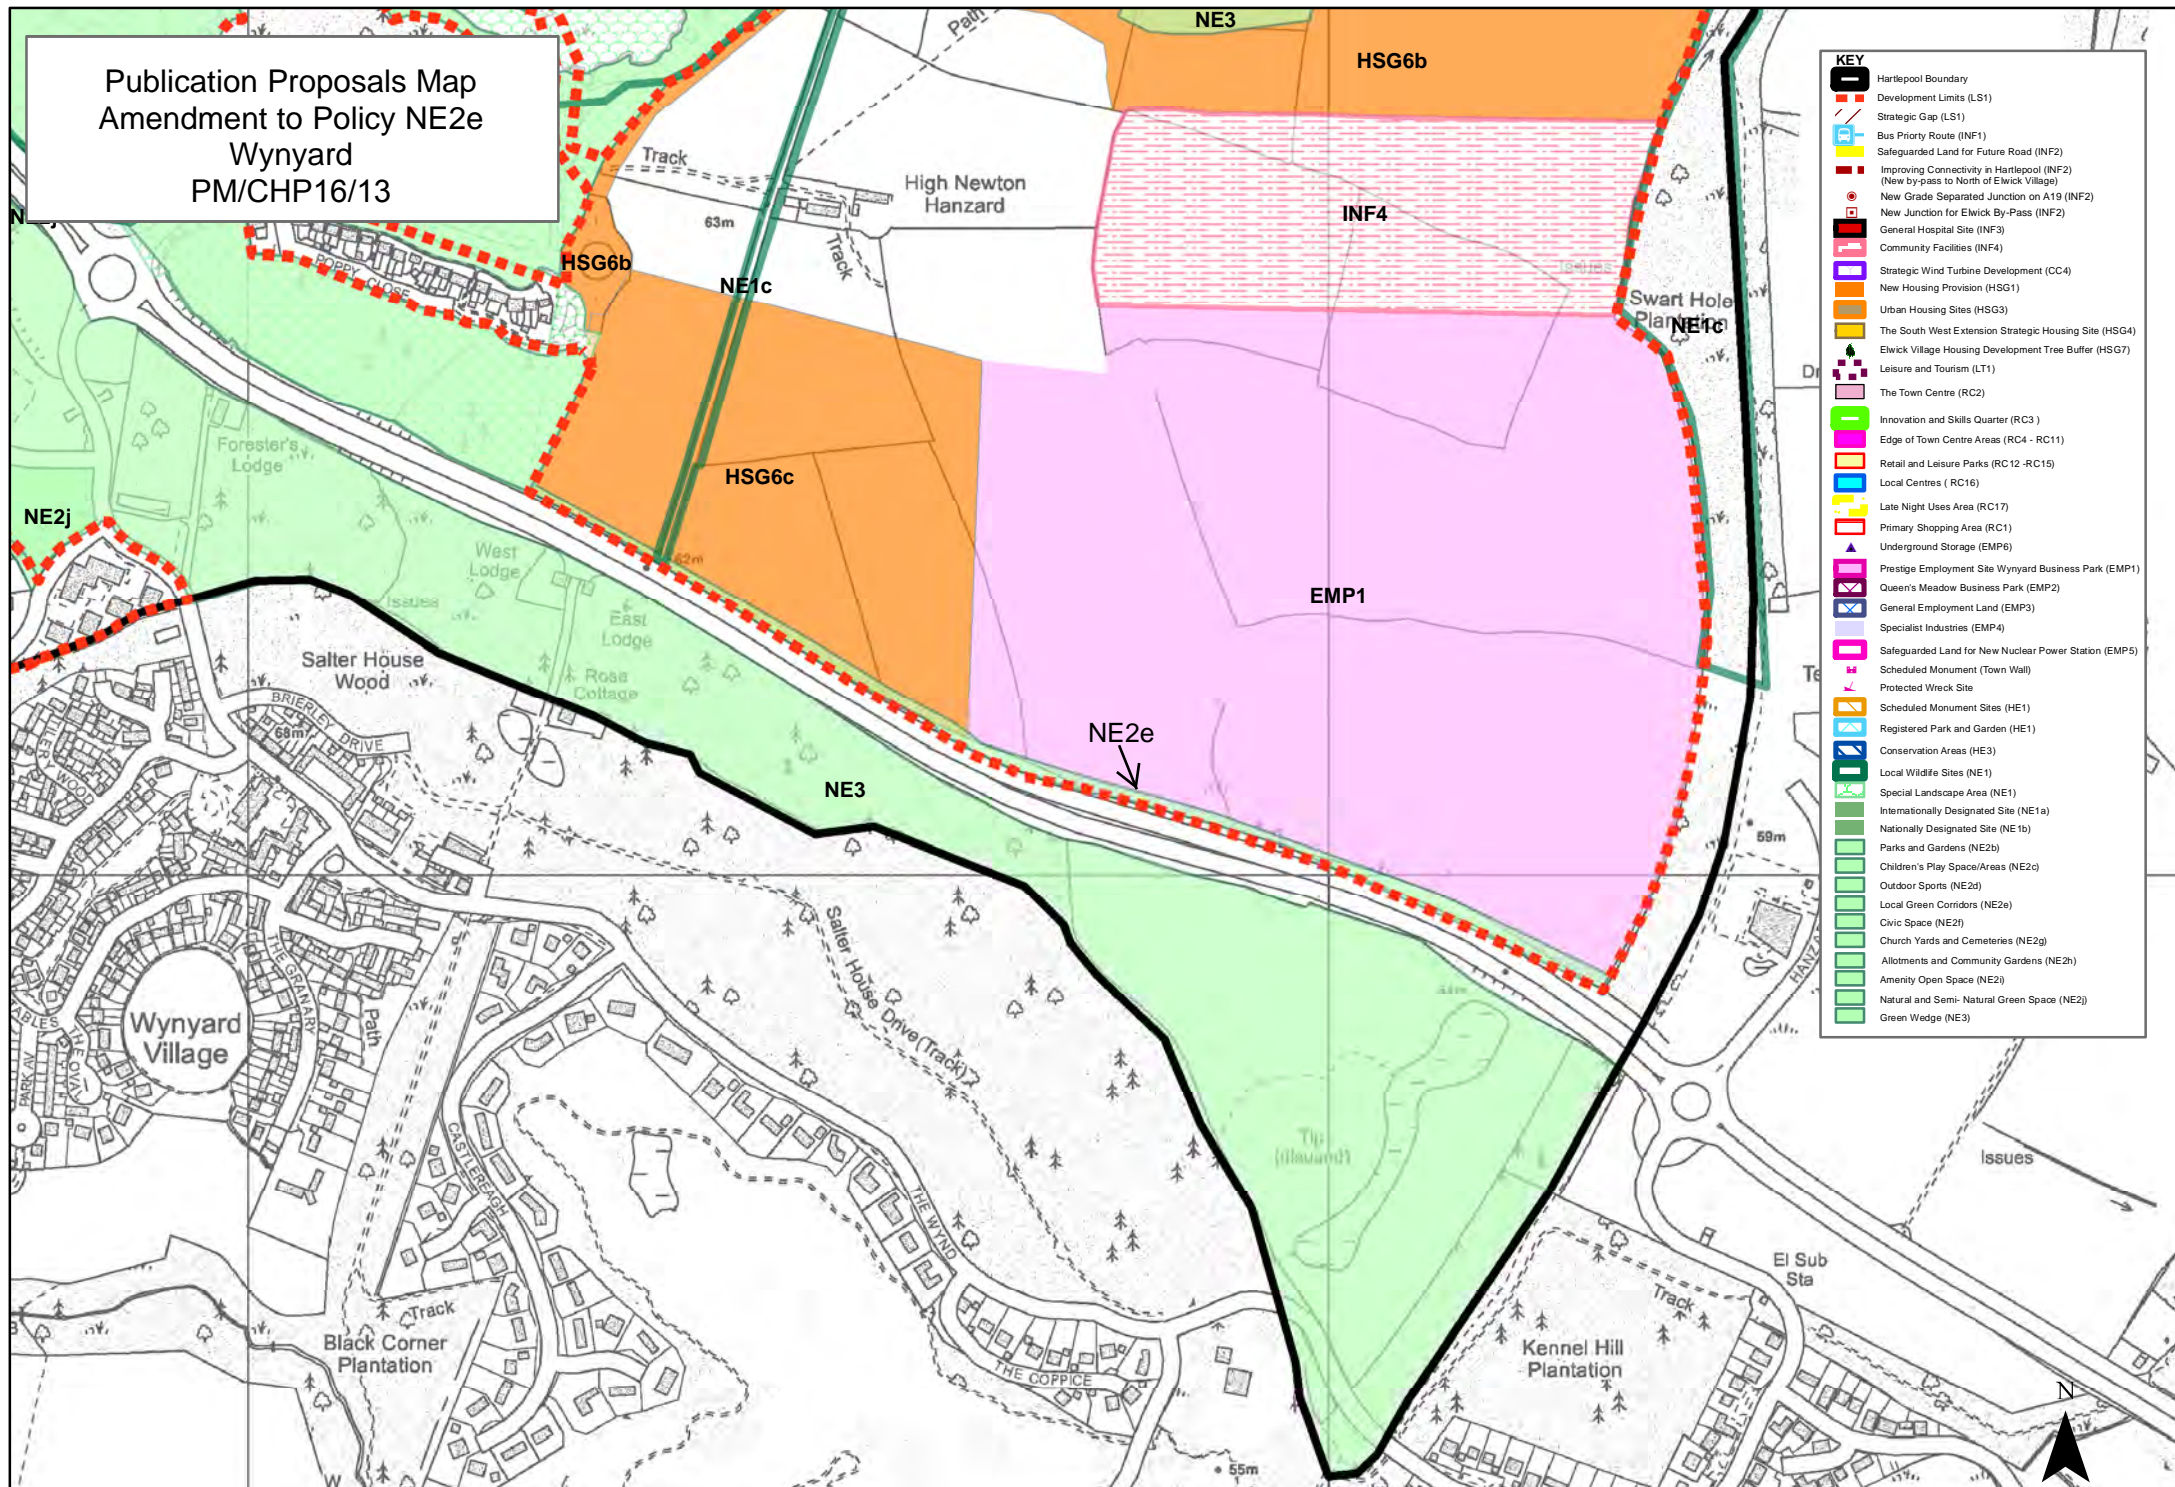 Publication Proposals Map
Amendment to Policy NE2e
Wynyard
PM/CHP16/13
NE3
Path
HSG6b
Track
High Newton
Hanzard
63m
Track
INF4
Issues
HSG6b
POPPY CLOSE
NE1c
Swart Hole
Plantation
NE1c
Forester's
Lodge
HSG6c
NE2j
West
Lodge
62m
Issues
East
Lodge
EMP1
Salter House
Wood
Rose
Cottage
BRIERLEY DRIVE
68m
NE2e
NE3
59m
Salter House Drive (Track)
THE GRANARY
Path
Wynyard
Village
THE OVAL
PARK AV
CASTLEREAGH
Tip
(disused)
THE WYND
Issues
El Sub
Sta
Track
Track
Black Corner
Plantation
THE COPPICE
Kennel Hill
Plantation
55m
N
KEY
Hartlepool Boundary
Development Limits (LS1)
Strategic Gap (LS1)
Bus Priorty Route (INF1)
Safeguarded Land for Future Road (INF2)
Improving Connectivity in Hartlepool (INF2)
(New by-pass to North of Elwick Village)
New Grade Separated Junction on A19 (INF2)
New Junction for Elwick By-Pass (INF2)
General Hospital Site (INF3)
Community Facilities (INF4)
Strategic Wind Turbine Development (CC4)
New Housing Provision (HSG1)
Urban Housing Sites (HSG3)
The South West Extension Strategic Housing Site (HSG4)
Elwick Village Housing Development Tree Buffer (HSG7)
Leisure and Tourism (LT1)
The Town Centre (RC2)
Innovation and Skills Quarter (RC3 )
Edge of Town Centre Areas (RC4 - RC11)
Retail and Leisure Parks (RC12 -RC15)
Local Centres ( RC16)
Late Night Uses Area (RC17)
Primary Shopping Area (RC1)
Underground Storage (EMP6)
Prestige Employment Site Wynyard Business Park (EMP1)
Queen's Meadow Business Park (EMP2)
General Employment Land (EMP3)
Specialist Industries (EMP4)
Safeguarded Land for New Nuclear Power Station (EMP5)
Scheduled Monument (Town Wall)
Protected Wreck Site
Scheduled Monument Sites (HE1)
Registered Park and Garden (HE1)
Conservation Areas (HE3)
Local Wildlife Sites (NE1)
Special Landscape Area (NE1)
Internationally Designated Site (NE1a)
Nationally Designated Site (NE1b)
Parks and Gardens (NE2b)
Children's Play Space/Areas (NE2c)
Outdoor Sports (NE2d)
Local Green Corridors (NE2e)
Civic Space (NE2f)
Church Yards and Cemeteries (NE2g)
Allotments and Community Gardens (NE2h)
Amenity Open Space (NE2i)
Natural and Semi- Natural Green Space (NE2j)
Green Wedge (NE3)